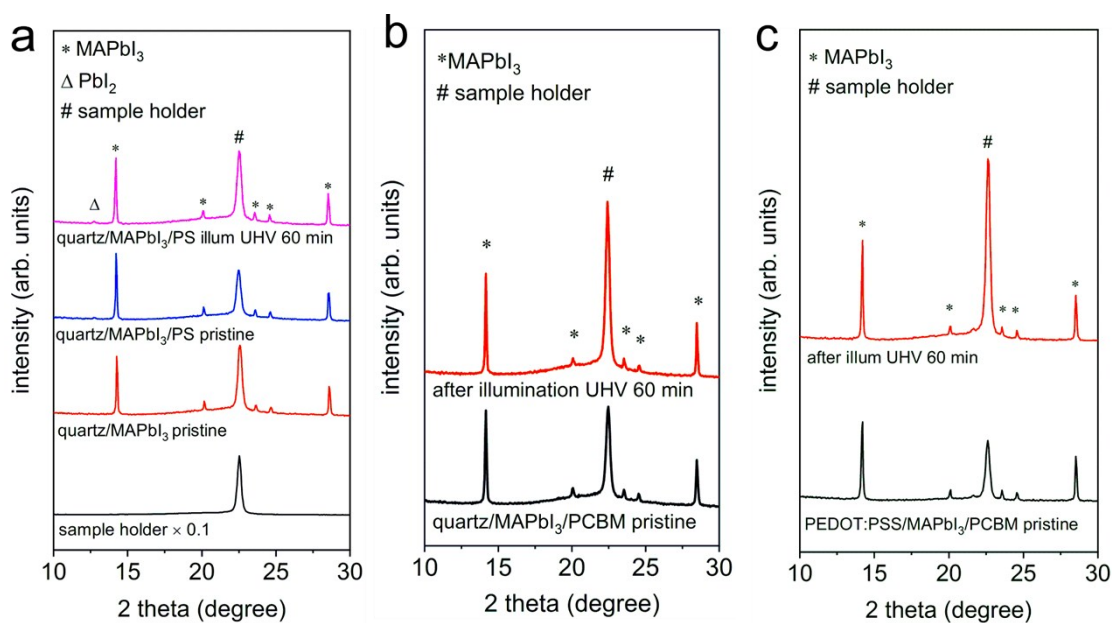 a
* MAPbI₃
Δ PbI₂
# sample holder
#
*
*
Δ
*
*
*
quartz/MAPbI₃/PS illum UHV 60 min
quartz/MAPbI₃/PS pristine
quartz/MAPbI₃ pristine
sample holder × 0.1
intensity (arb. units)
10 15 20 25 30
2 theta (degree)
b
*MAPbI₃
# sample holder
#
*
*
*
*
*
after illumination UHV 60 min
quartz/MAPbI₃/PCBM pristine
intensity (arb. units)
10 15 20 25 30
2 theta (degree)
c
* MAPbI₃
# sample holder
#
*
*
*
*
*
after illum UHV 60 min
PEDOT:PSS/MAPbI₃/PCBM pristine
intensity (arb. units)
10 15 20 25 30
2 theta (degree)